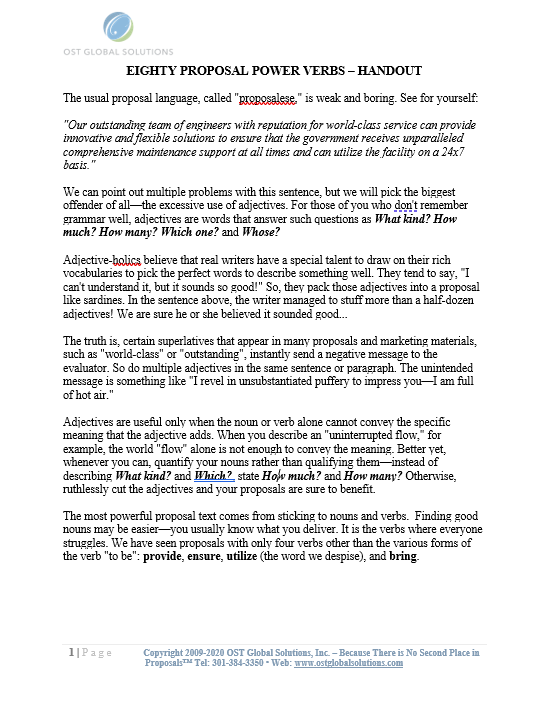 OST GLOBAL SOLUTIONS
EIGHTY PROPOSAL POWER VERBS – HANDOUT
The usual proposal language, called "proposalese," is weak and boring. See for yourself:
"Our outstanding team of engineers with reputation for world-class service can provide
innovative and flexible solutions to ensure that the government receives unparalleled
comprehensive maintenance support at all times and can utilize the facility on a 24x7
basis."
We can point out multiple problems with this sentence, but we will pick the biggest
offender of all—the excessive use of adjectives. For those of you who don't remember
grammar well, adjectives are words that answer such questions as What kind? How
much? How many? Which one? and Whose?
Adjective-holics believe that real writers have a special talent to draw on their rich
vocabularies to pick the perfect words to describe something well. They tend to say, "I
can't understand it, but it sounds so good!" So, they pack those adjectives into a proposal
like sardines. In the sentence above, the writer managed to stuff more than a half-dozen
adjectives! We are sure he or she believed it sounded good...
The truth is, certain superlatives that appear in many proposals and marketing materials,
such as "world-class" or "outstanding", instantly send a negative message to the
evaluator. So do multiple adjectives in the same sentence or paragraph. The unintended
message is something like "I revel in unsubstantiated puffery to impress you—I am full
of hot air."
Adjectives are useful only when the noun or verb alone cannot convey the specific
meaning that the adjective adds. When you describe an "uninterrupted flow," for
example, the world "flow" alone is not enough to convey the meaning. Better yet,
whenever you can, quantify your nouns rather than qualifying them—instead of
describing What kind? and Which?, state How much? and How many? Otherwise,
ruthlessly cut the adjectives and your proposals are sure to benefit.
The most powerful proposal text comes from sticking to nouns and verbs.  Finding good
nouns may be easier—you usually know what you deliver. It is the verbs where everyone
struggles. We have seen proposals with only four verbs other than the various forms of
the verb "to be": provide, ensure, utilize (the word we despise), and bring.
1 | Page Copyright 2009-2020 OST Global Solutions, Inc. – Because There is No Second Place in
Proposals™ Tel: 301-384-3350 • Web: www.ostglobalsolutions.com